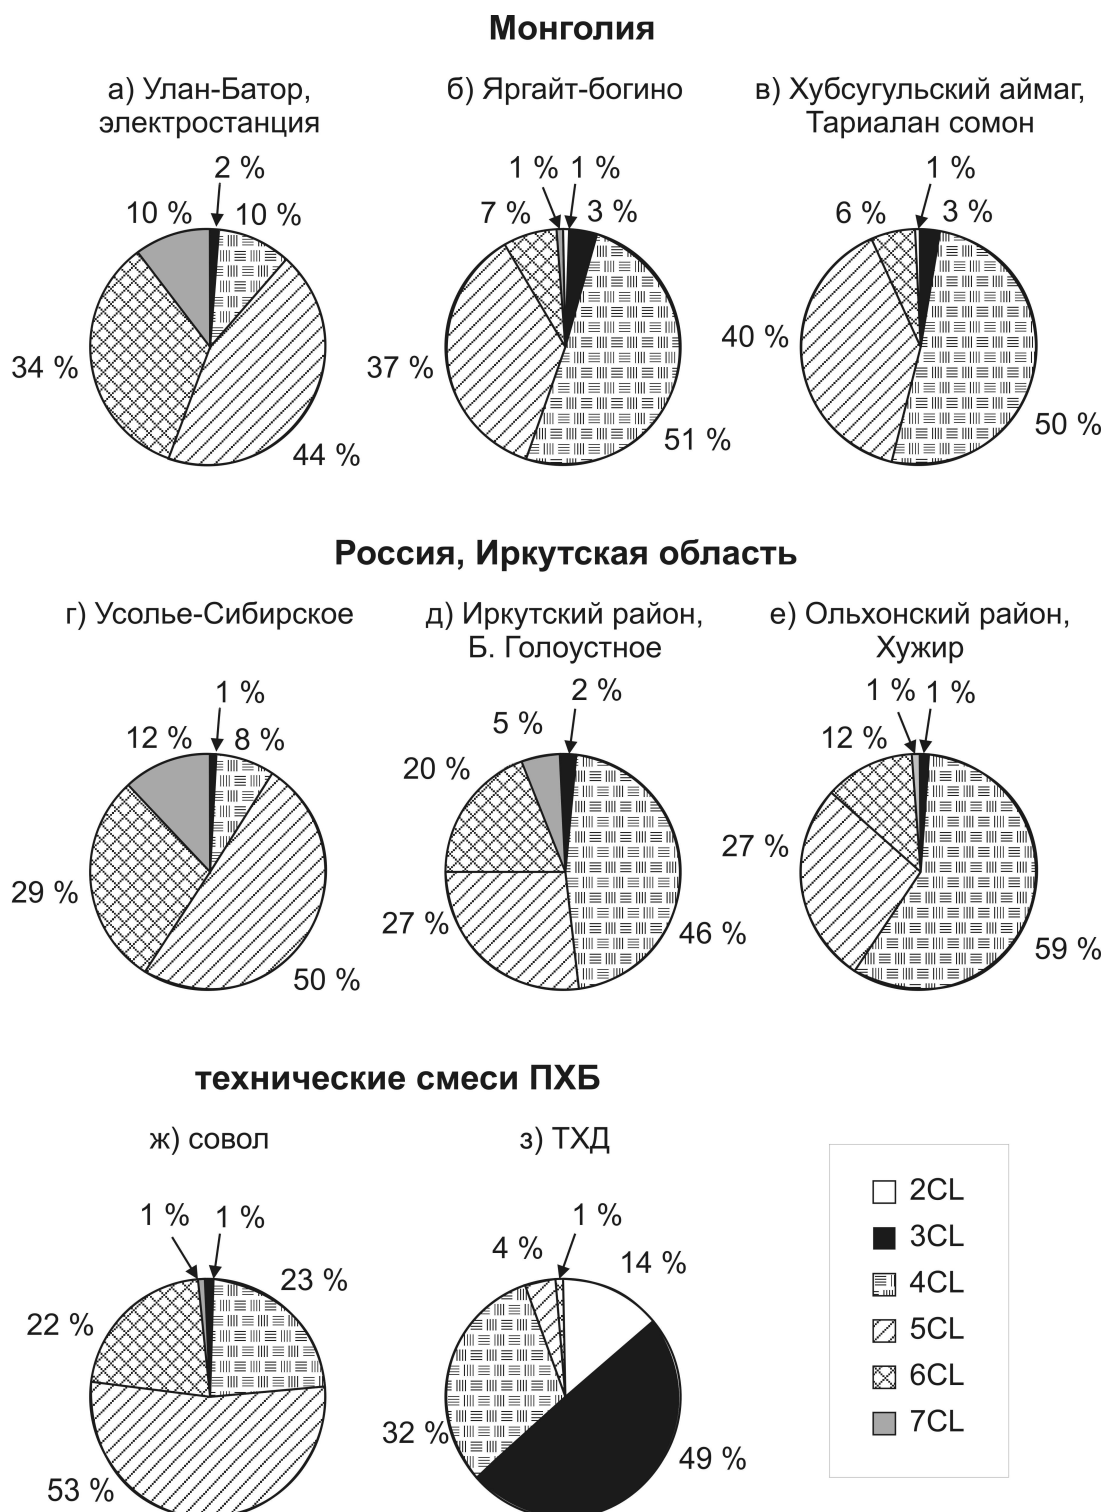 Монголия
а) Улан-Батор,
электростанция
2 %
10 %
10 %
34 %
44 %
б) Яргайт-богино
1 %
1 %
7 %
3 %
37 %
51 %
в) Хубсугульский аймаг,
Тариалан сомон
1 %
6 %
3 %
40 %
50 %
Россия, Иркутская область
г) Усолье-Сибирское
1 %
12 %
8 %
29 %
50 %
д) Иркутский район,
Б. Голоустное
2 %
5 %
20 %
27 %
46 %
е) Ольхонский район,
Хужир
1 %
1 %
12 %
27 %
59 %
технические смеси ПХБ
ж) совол
1 %
1 %
23 %
22 %
53 %
з) ТХД
1 %
4 %
14 %
32 %
49 %
2CL
3CL
4CL
5CL
6CL
7CL